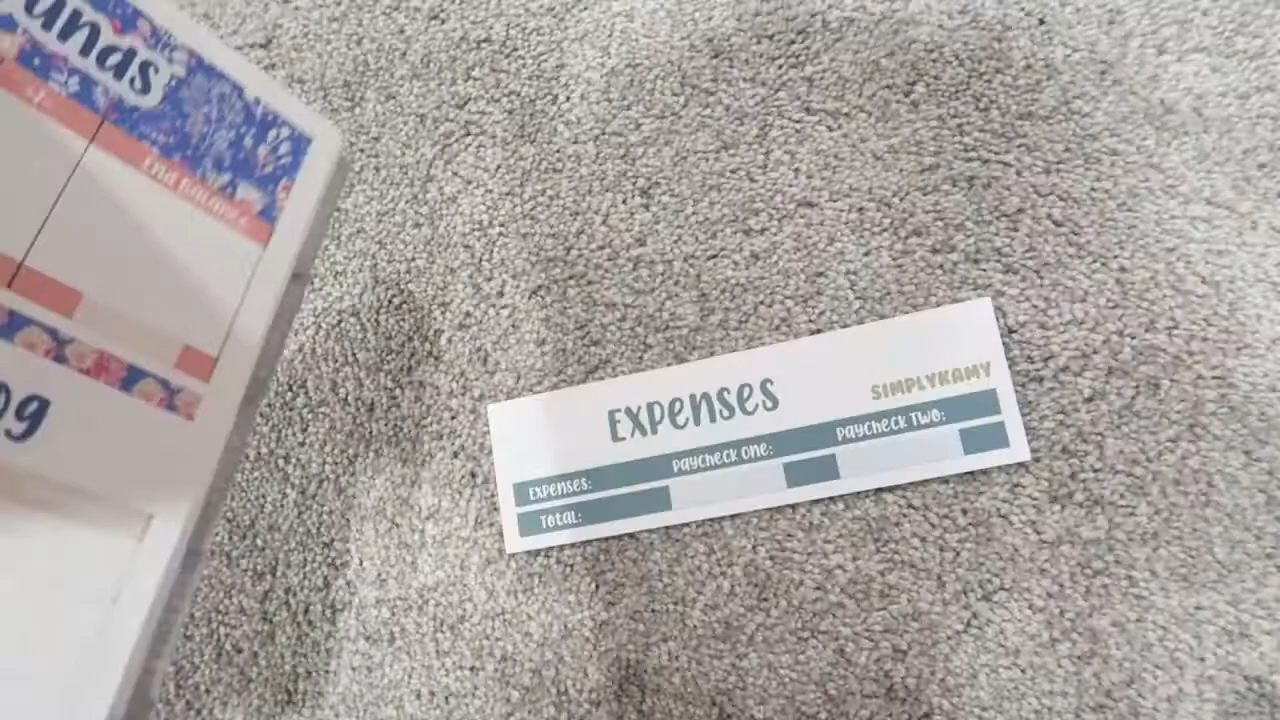 End Balance
EXPENSES
SIMPLYKAMY
EXPENSES:
PAYCHECK ONE:
PAYCHECK TWO:
TOTAL: